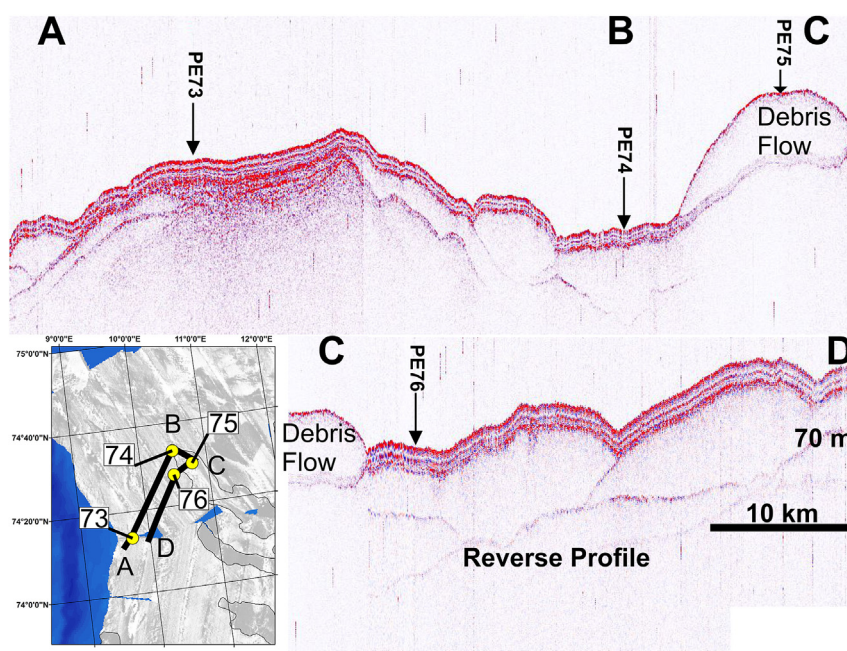 A
B
C
PE73
PE74
PE75
Debris
Flow
9°0'0"E
10°0'0"E
11°0'0"E
12°0'0"E
75°0'0"N
74°40'0"N
74°20'0"N
74°0'0"N
B
75
74
C
76
73
A
D
C
D
PE76
Debris
Flow
70 m
10 km
Reverse Profile